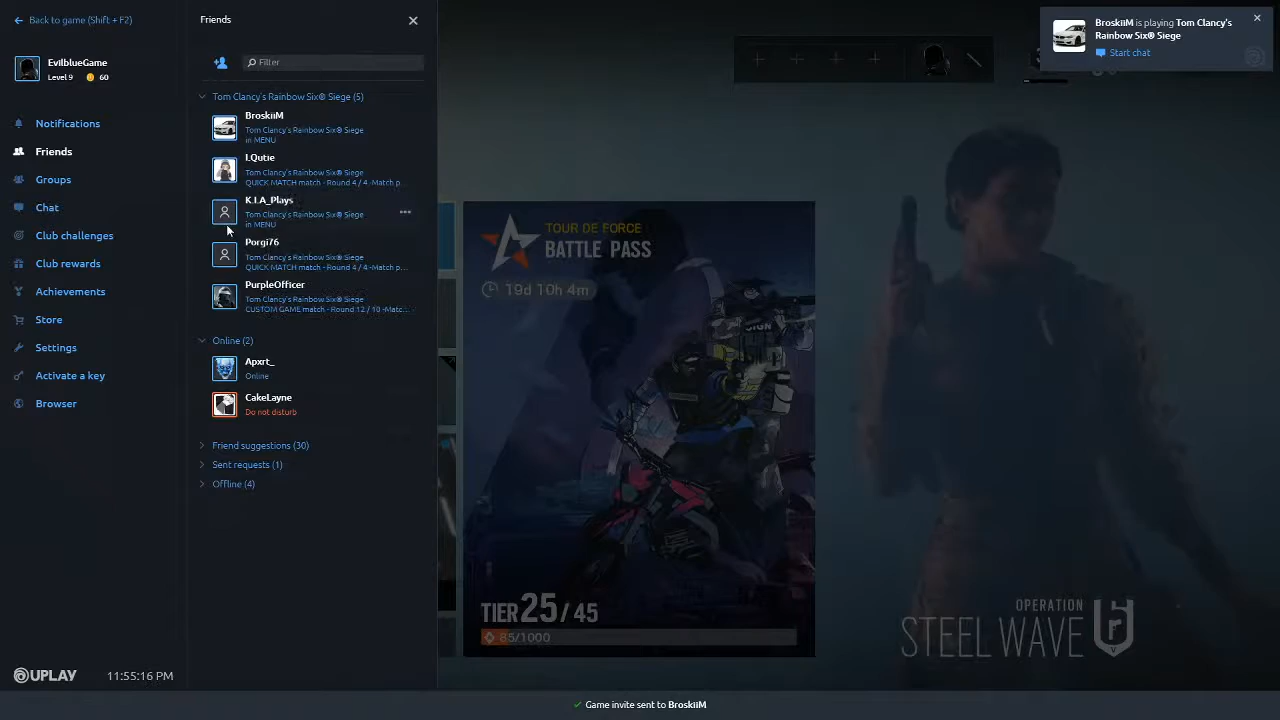 Back to game (Shift + F2)
EvilblueGame
Level 9 60
Notifications
Friends
Groups
Chat
Club challenges
Club rewards
Achievements
Store
Settings
Activate a key
Browser
UPLAY 11:55:16 PM
Friends
Filter
Tom Clancy's Rainbow Six® Siege (5)
BroskiiM
Tom Clancy's Rainbow Six® Siege
in MENU
I.Qutie
Tom Clancy's Rainbow Six® Siege
QUICK MATCH match - Round 4 / 4 -Match p...
K.I.A_Plays
Tom Clancy's Rainbow Six® Siege
in MENU
Porgi76
Tom Clancy's Rainbow Six® Siege
QUICK MATCH match - Round 4 / 4 -Match p...
PurpleOfficer
Tom Clancy's Rainbow Six® Siege
CUSTOM GAME match - Round 12 / 10 -Matc...
Online (2)
Apxrt_
Online
CakeLayne
Do not disturb
Friend suggestions (30)
Sent requests (1)
Offline (4)
TOUR DE FORCE
BATTLE PASS
19d 10h 4m
TIER 25 / 45
85/1000
BroskiiM is playing Tom Clancy's
Rainbow Six® Siege
Start chat
OPERATION
STEEL WAVE
Game invite sent to BroskiiM